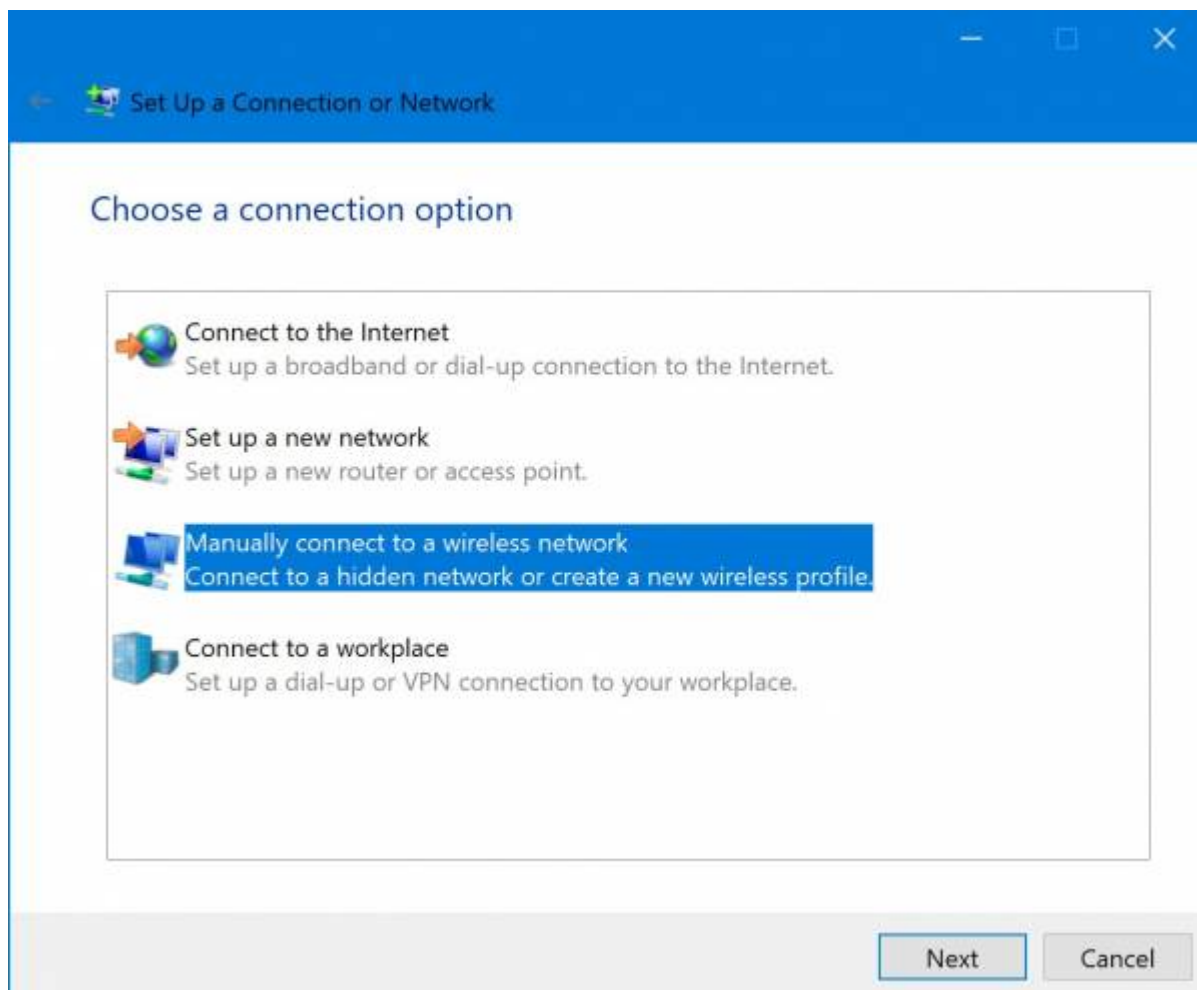 Set Up a Connection or Network
Choose a connection option
Connect to the Internet
Set up a broadband or dial-up connection to the Internet.
Set up a new network
Set up a new router or access point.
Manually connect to a wireless network
Connect to a hidden network or create a new wireless profile.
Connect to a workplace
Set up a dial-up or VPN connection to your workplace.
Next
Cancel